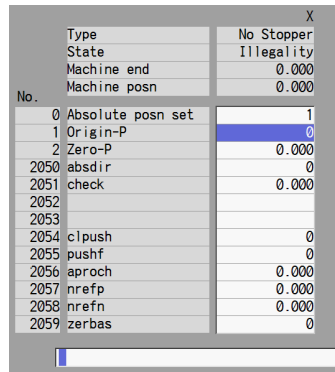 X
Type No Stopper
State Illegality
Machine end 0.000
Machine posn 0.000
No.
0 Absolute posn set 1
1 Origin-P 0
2 Zero-P 0.000
2050 absdir 0
2051 check 0.000
2052
2053
2054 clpush 0
2055 pushf 0
2056 aproch 0.000
2057 nrefp 0.000
2058 nrefn 0.000
2059 zerbas 0